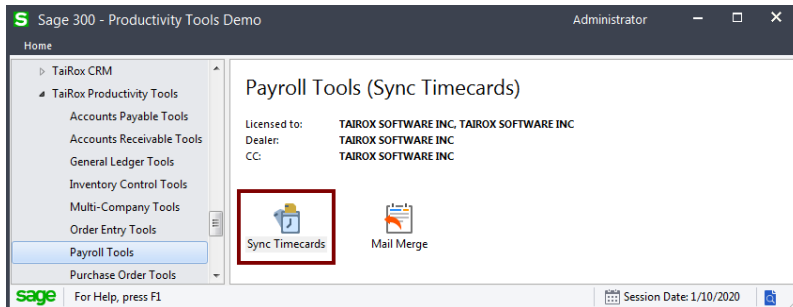 S Sage 300 - Productivity Tools Demo Administrator
Home
TaiRox CRM
TaiRox Productivity Tools
Accounts Payable Tools
Accounts Receivable Tools
General Ledger Tools
Inventory Control Tools
Multi-Company Tools
Order Entry Tools
Payroll Tools
Purchase Order Tools
Payroll Tools (Sync Timecards)
Licensed to: TAIROX SOFTWARE INC, TAIROX SOFTWARE INC
Dealer: TAIROX SOFTWARE INC
CC: TAIROX SOFTWARE INC
Sync Timecards Mail Merge
sage For Help, press F1 Session Date: 1/10/2020